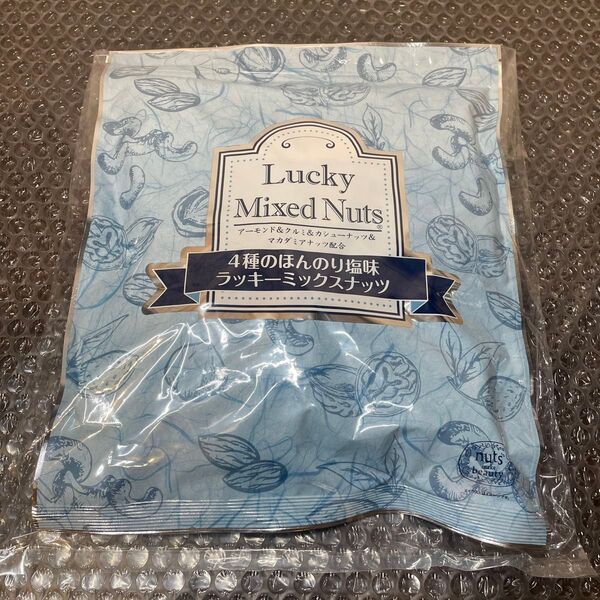 Lucky
Mixed Nuts®
アーモンド&クルミ&カシューナッツ&
マカダミアナッツ配合
4種のほんのり塩味
ラッキーミックスナッツ
nuts
make
beauty